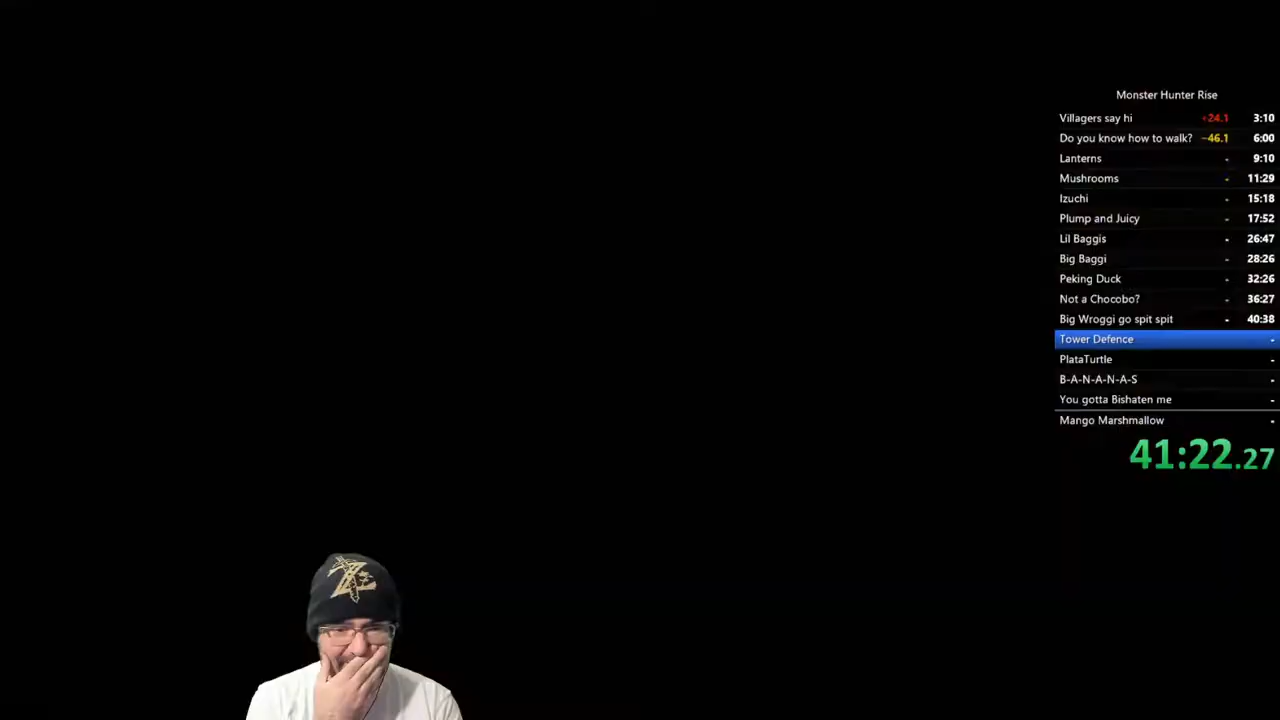 Monster Hunter Rise
Villagers say hi +24.1 3:10
Do you know how to walk? −46.1 6:00
Lanterns - 9:10
Mushrooms - 11:29
Izuchi - 15:18
Plump and Juicy - 17:52
Lil Baggis - 26:47
Big Baggi - 28:26
Peking Duck - 32:26
Not a Chocobo? - 36:27
Big Wroggi go spit spit - 40:38
Tower Defence -
PlataTurtle -
B-A-N-A-N-A-S -
You gotta Bishaten me -
Mango Marshmallow -
41:22.27
Z